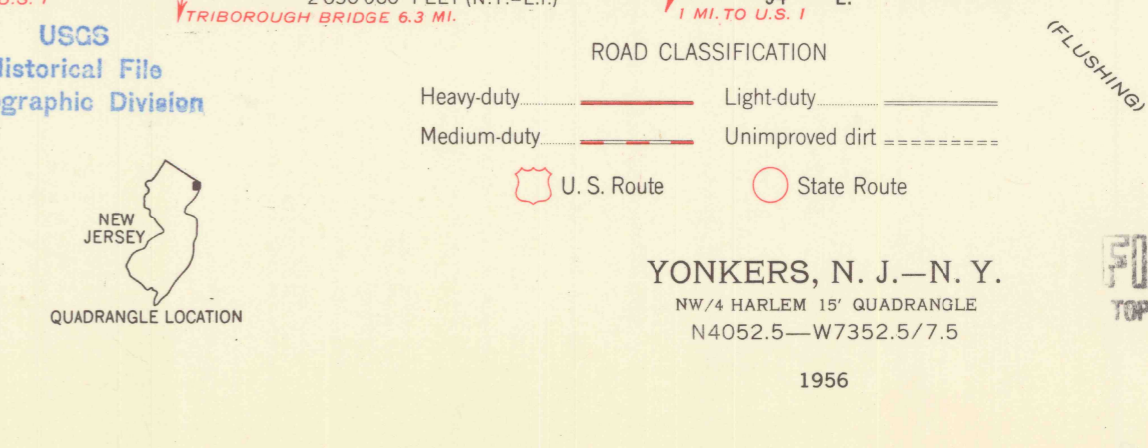 TRIBOROUGH BRIDGE 6.3 MI.
1 MI. TO U. S. 1
(FLUSHING)
USGS
Historical File
ographic Division
ROAD CLASSIFICATION
Heavy-duty
Light-duty
Medium-duty
Unimproved dirt
U. S. Route
State Route
NEW
JERSEY
QUADRANGLE LOCATION
YONKERS, N. J.—N. Y.
NW/4 HARLEM 15′ QUADRANGLE
N4052.5—W7352.5/7.5
1956